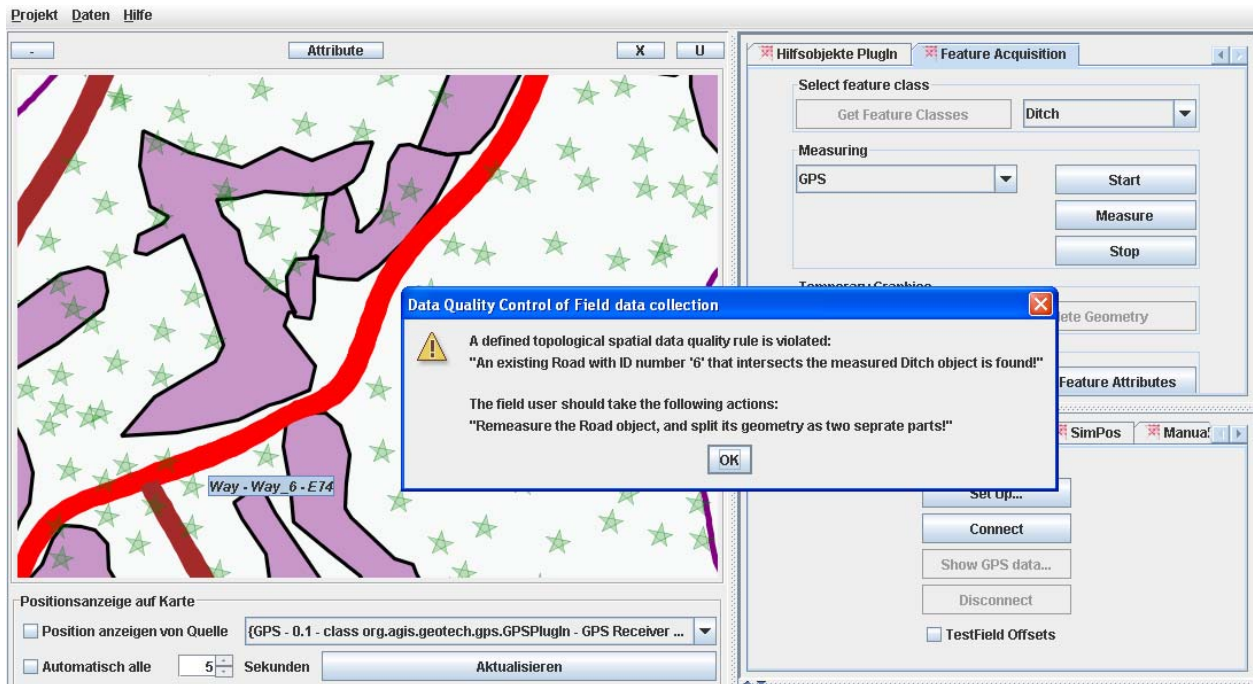 Projekt Daten Hilfe
- Attribute X U
Way - Way_6 - E74
Positionsanzeige auf Karte
Position anzeigen von Quelle {GPS - 0.1 - class org.agis.geotech.gps.GPSPlugIn - GPS Receiver ...
Automatisch alle 5 Sekunden Aktualisieren
Hilfsobjekte PlugIn Feature Acquisition
Select feature class
Get Feature Classes Ditch
Measuring
GPS Start
Measure
Stop
Temporary Graphics
Geometry
Feature Attributes
Data Quality Control of Field data collection
A defined topological spatial data quality rule is violated:
"An existing Road with ID number '6' that intersects the measured Ditch object is found!"
The field user should take the following actions:
"Remeasure the Road object, and split its geometry as two seprate parts!"
OK
SimPos
Set Up...
Connect
Show GPS data...
Disconnect
TestField Offsets